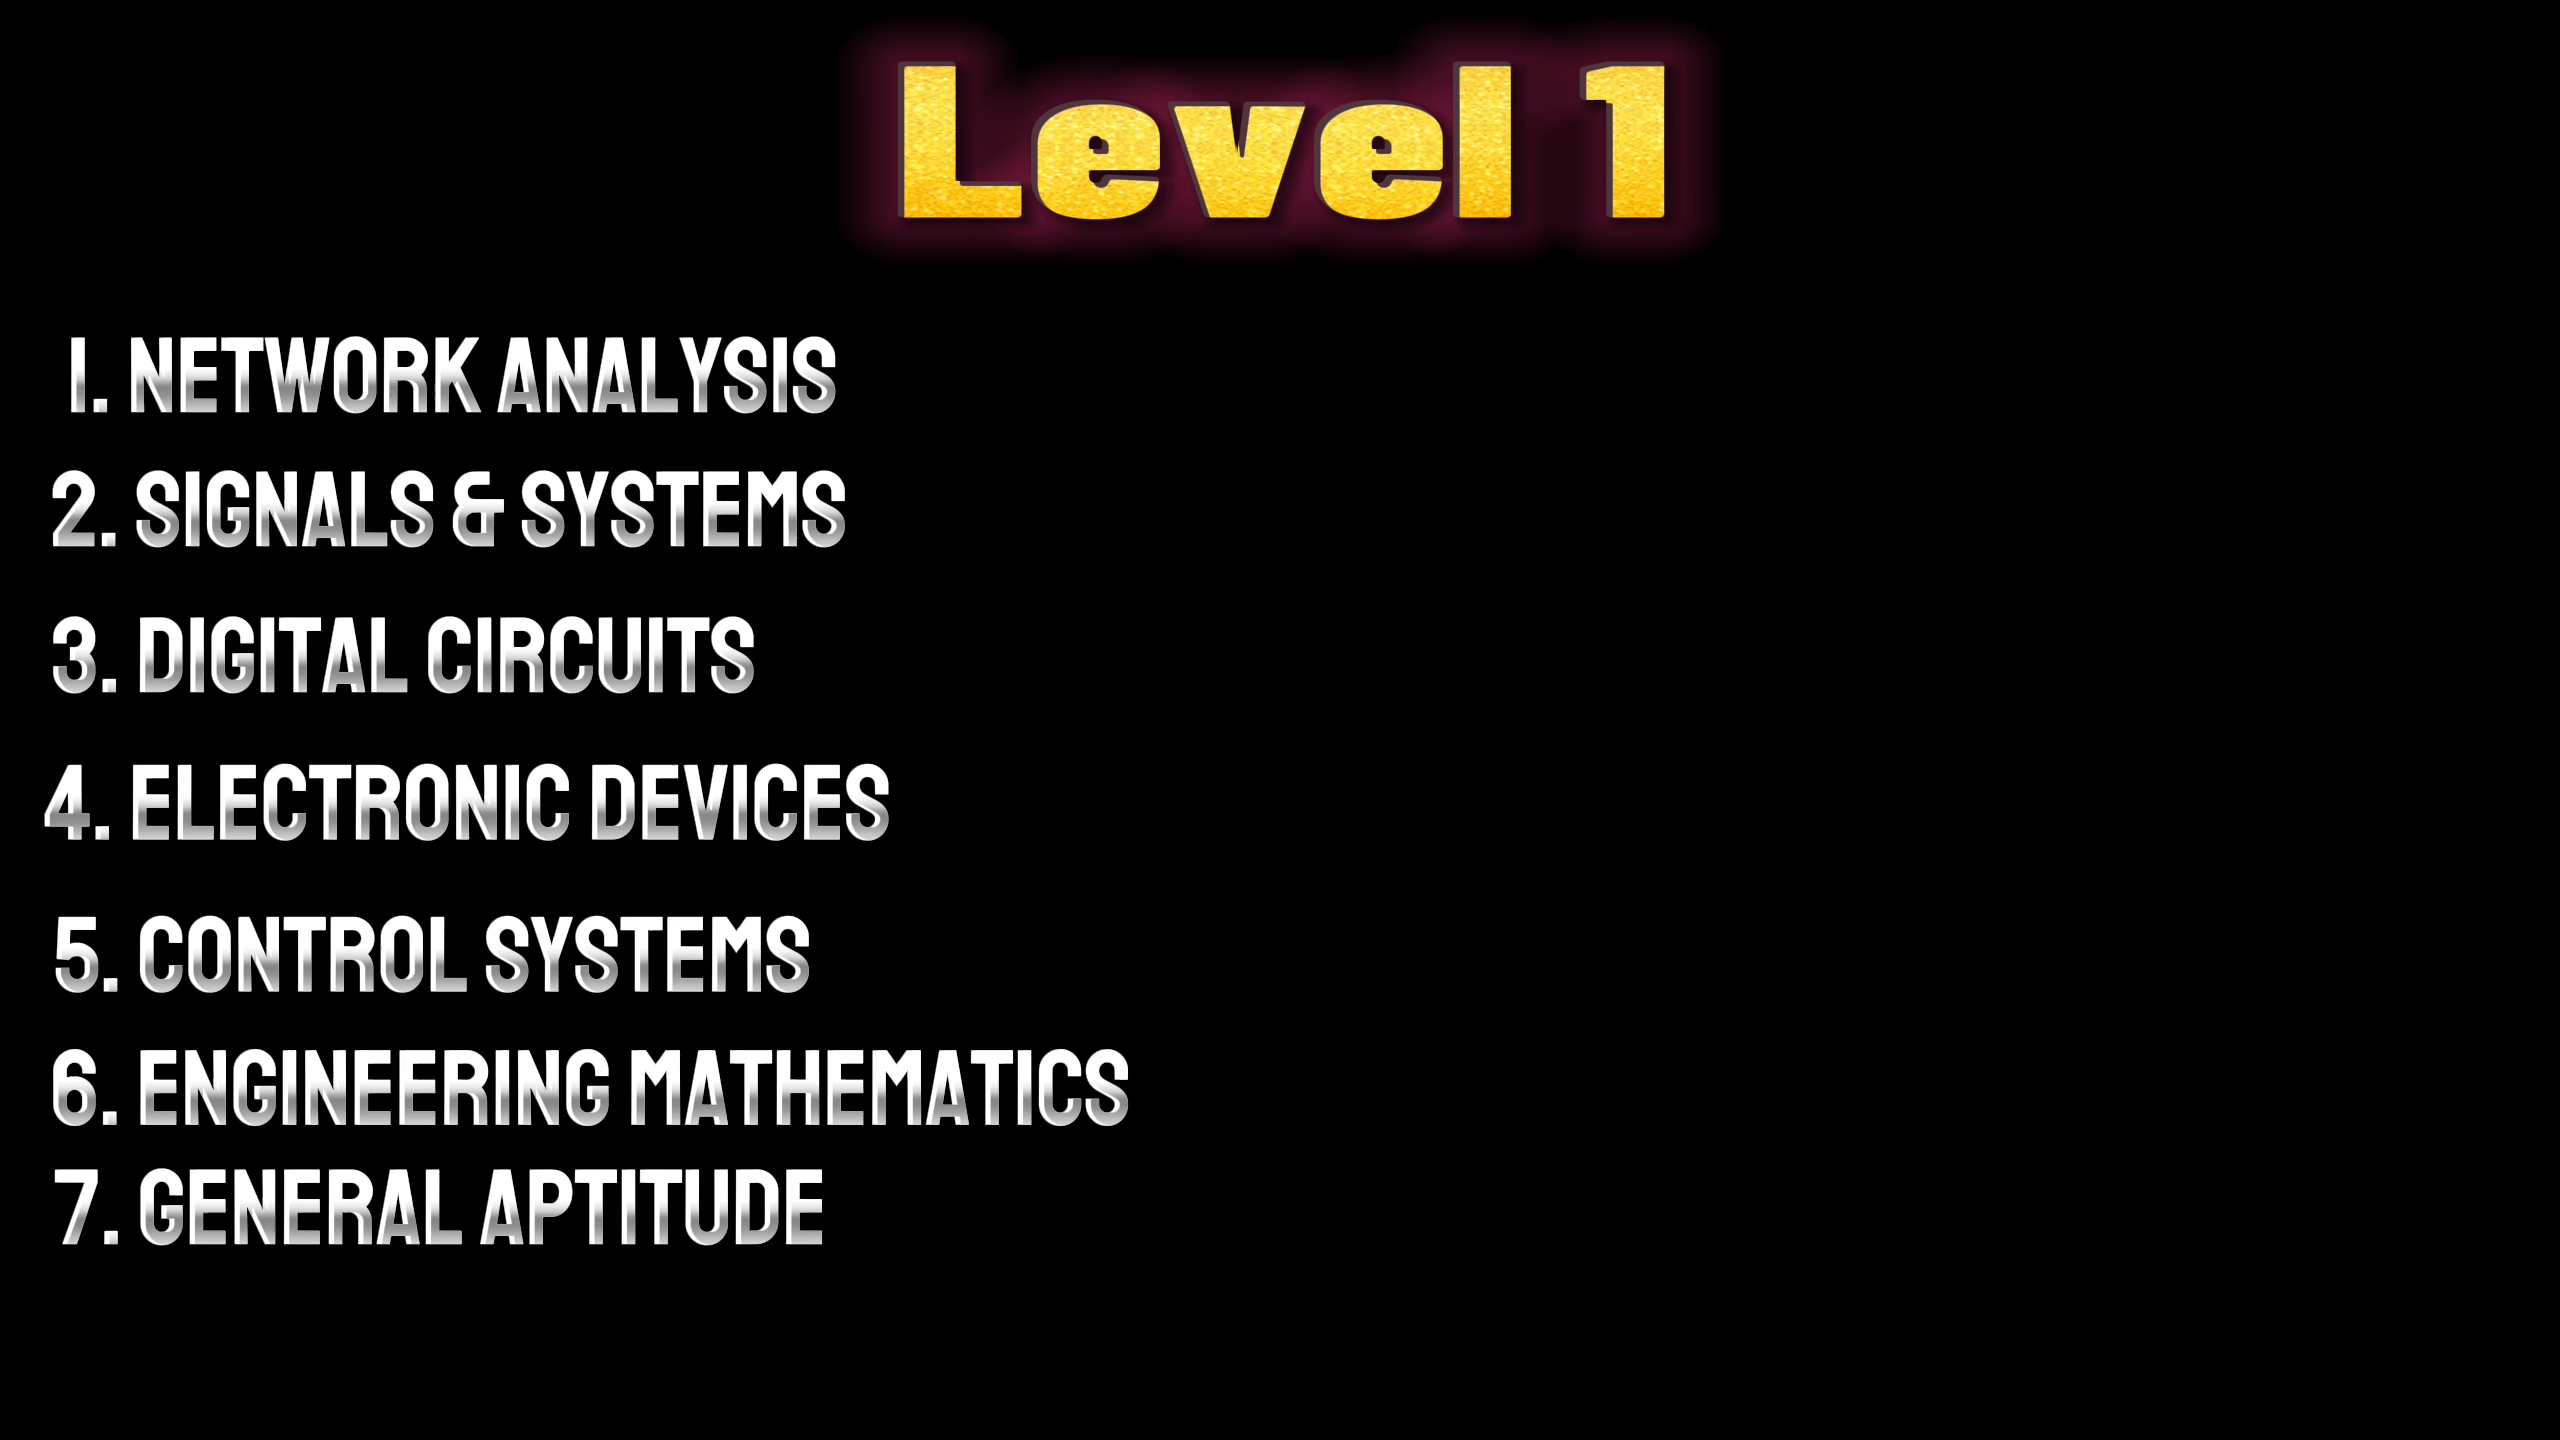 Level 1
1. NETWORK ANALYSIS
2. SIGNALS & SYSTEMS
3. DIGITAL CIRCUITS
4. ELECTRONIC DEVICES
5. CONTROL SYSTEMS
6. ENGINEERING MATHEMATICS
7. GENERAL APTITUDE